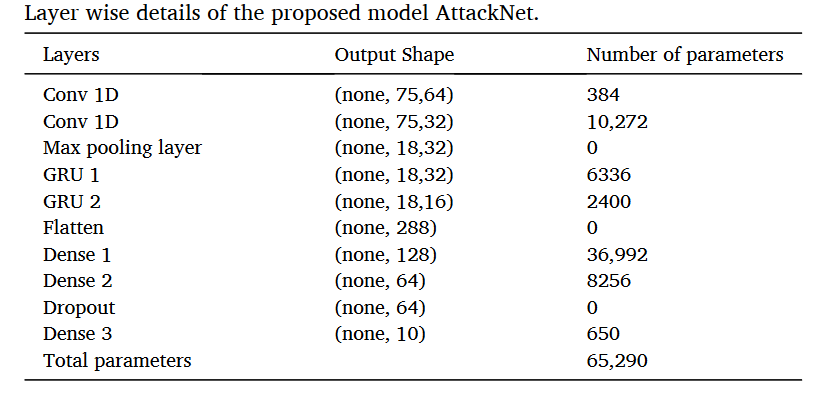 Layer wise details of the proposed model AttackNet.
Layers Output Shape Number of parameters
Conv 1D (none, 75,64) 384
Conv 1D (none, 75,32) 10,272
Max pooling layer (none, 18,32) 0
GRU 1 (none, 18,32) 6336
GRU 2 (none, 18,16) 2400
Flatten (none, 288) 0
Dense 1 (none, 128) 36,992
Dense 2 (none, 64) 8256
Dropout (none, 64) 0
Dense 3 (none, 10) 650
Total parameters 65,290